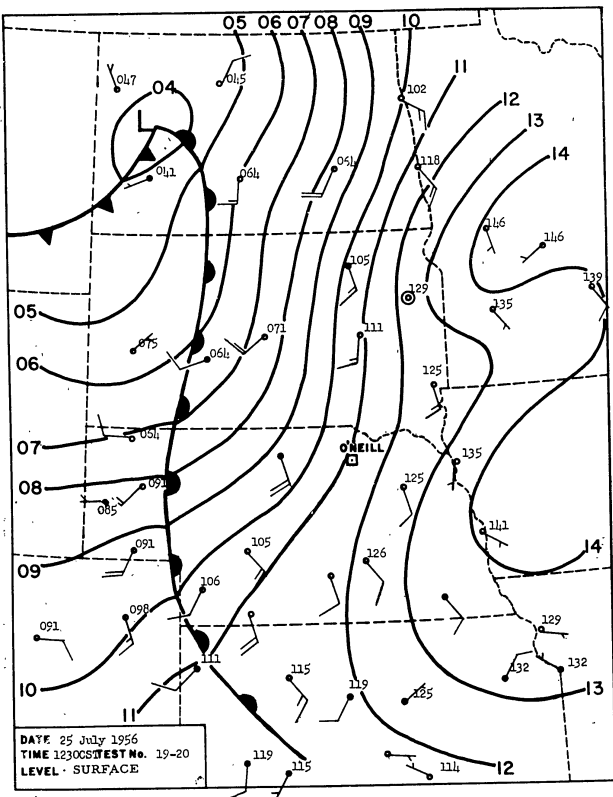 05 06 07 08 09 10
11
047 045
04 102
12
13
L
118 14
041 064 054
146
146
105
139
129
135
05
075 071 111
064
06
125
O'NEILL
07 054
135
08 091 125
085
141
091 105 126 14
09
106
091 098
129
111
115 132 132
10 119 125 13
11
DATE 25 July 1956
TIME 1230CST TEST No. 19-20
LEVEL · SURFACE
119 115 114 12